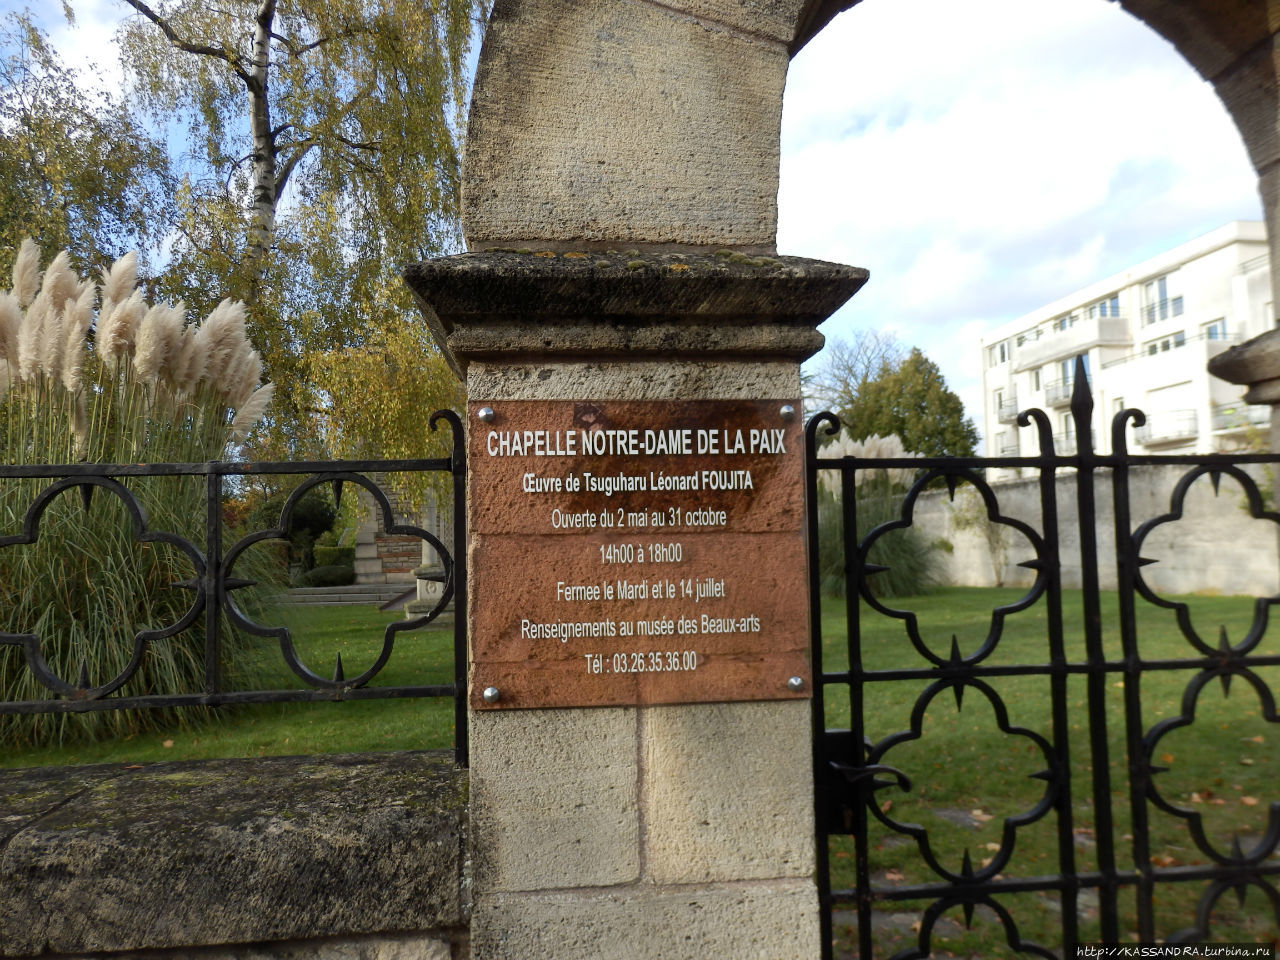 CHAPELLE NOTRE-DAME DE LA PAIX
Œuvre de Tsuguharu Léonard FOUJITA
Ouverte du 2 mai au 31 octobre
14h00 à 18h00
Fermee le Mardi et le 14 juillet
Renseignements au musée des Beaux-arts
Tél : 03.26.35.36.00
http://KASSANDRA.turbina.ru